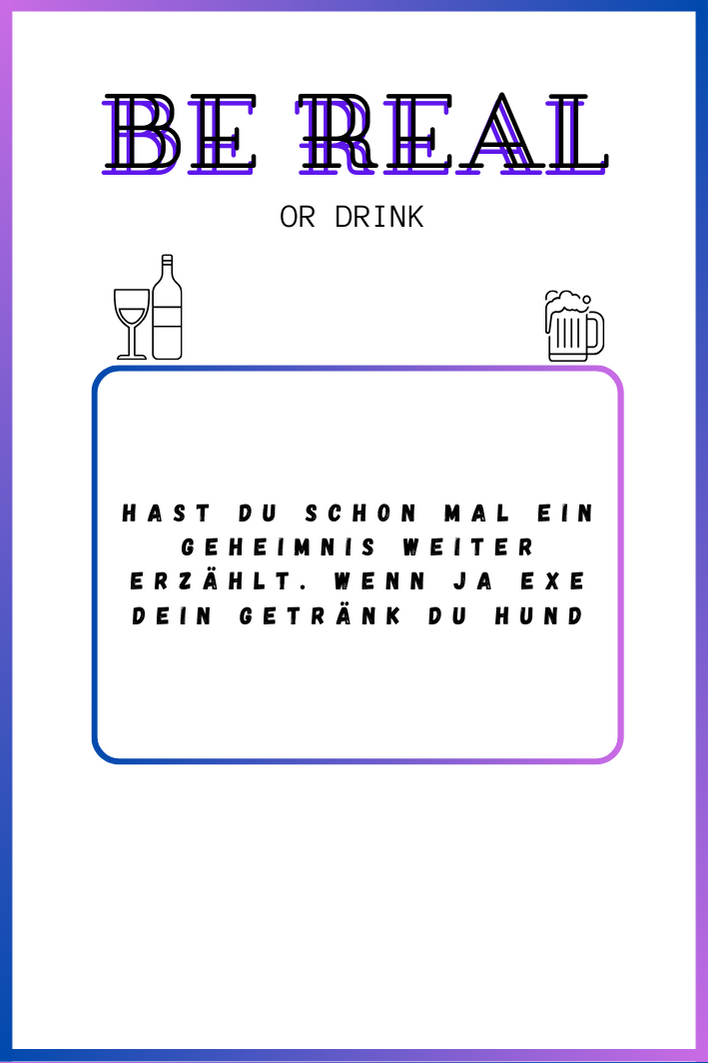 BE REAL
OR DRINK
HAST DU SCHON MAL EIN
GEHEIMNIS WEITER
ERZÄHLT. WENN JA EXE
DEIN GETRÄNK DU HUND